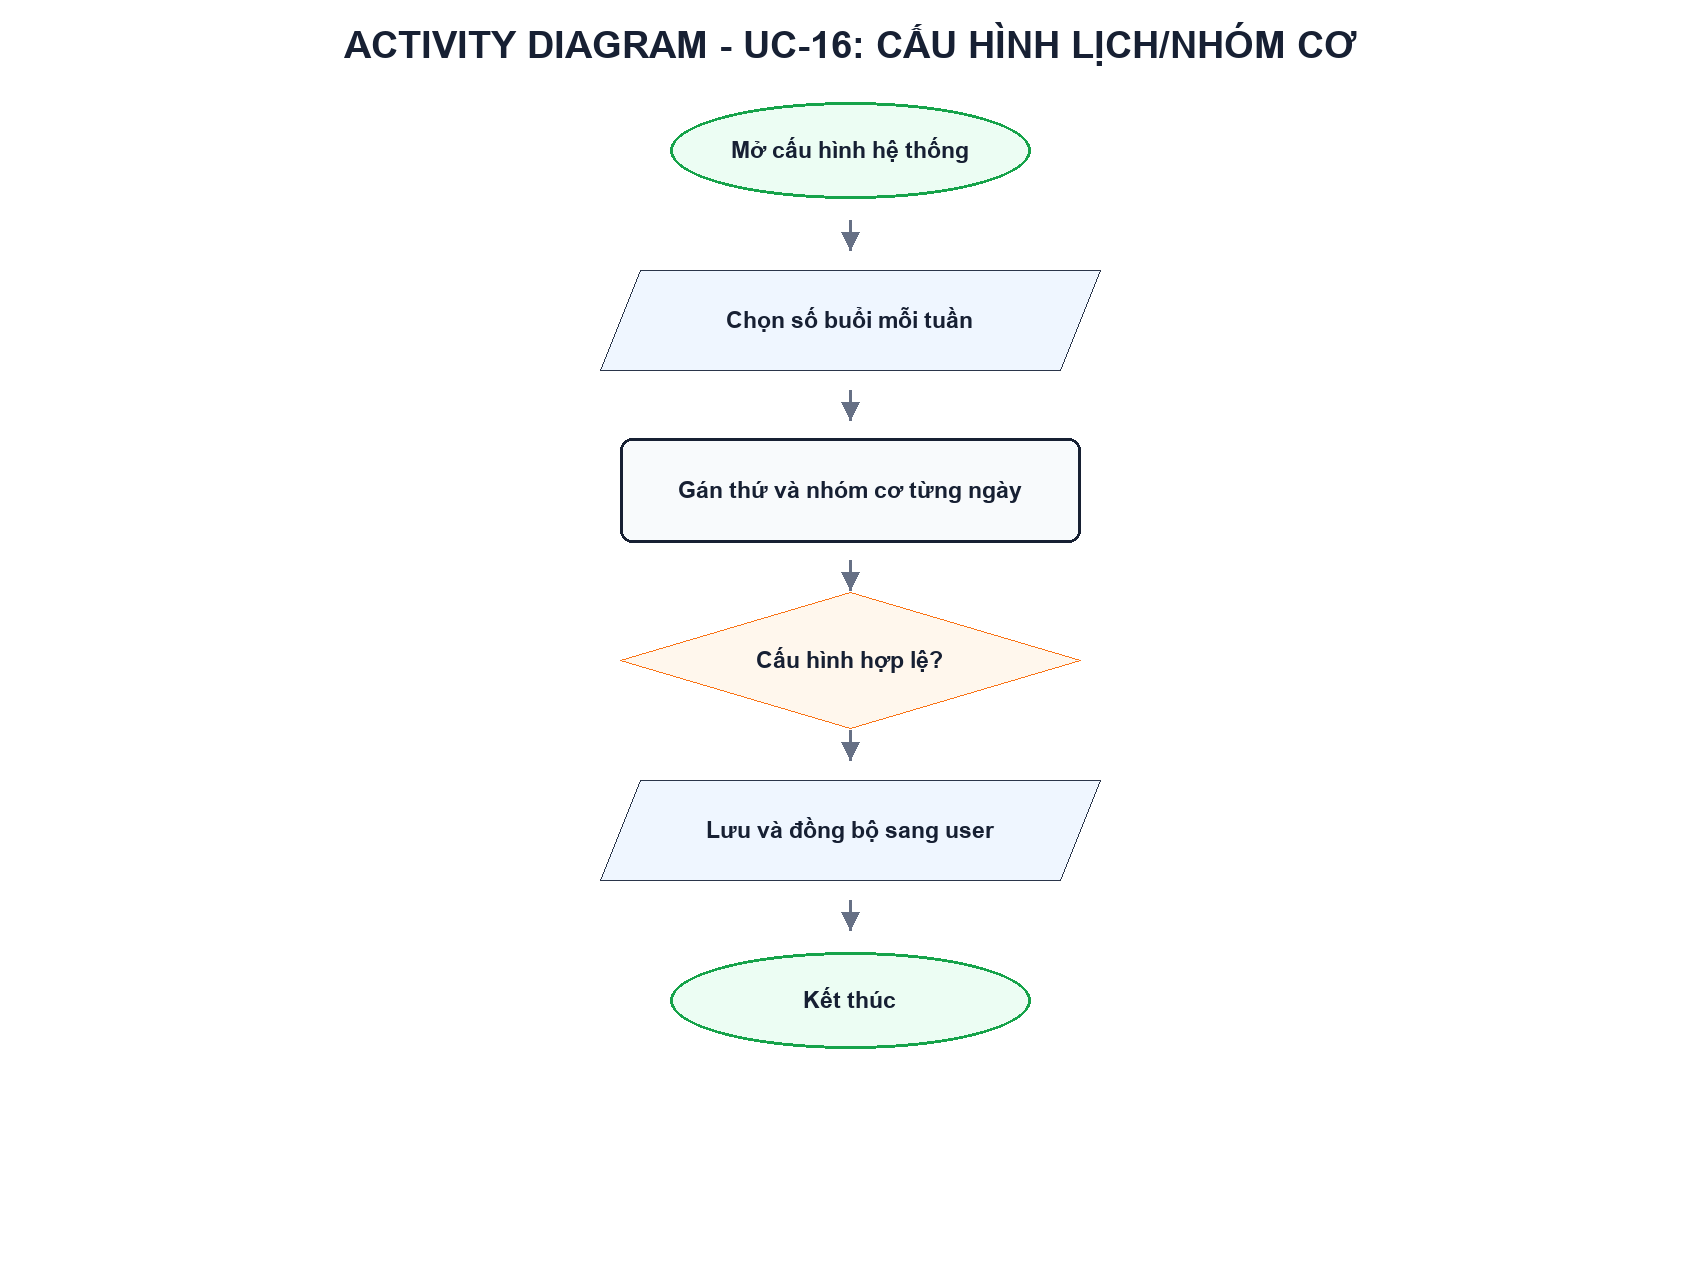 ACTIVITY DIAGRAM - UC-16: CẤU HÌNH LỊCH/NHÓM CƠ
Mở cấu hình hệ thống
Chọn số buổi mỗi tuần
Gán thứ và nhóm cơ từng ngày
Cấu hình hợp lệ?
Lưu và đồng bộ sang user
Kết thúc